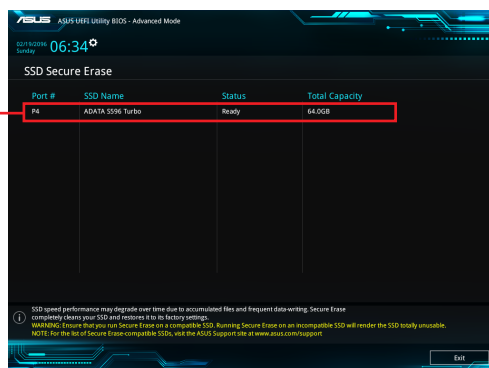 ASUS ASUS UEFI Utility BIOS - Advanced Mode
02/19/2016 06:34
Sunday
SSD Secure Erase
Port # SSD Name Status Total Capacity
P4 ADATA S596 Turbo Ready 64.0GB
SSD speed performance may degrade over time due to accumulated files and frequent data-writing. Secure Erase
completely cleans your SSD and restores it to its factory settings.
WARNING: Ensure that you run Secure Erase on a compatible SSD. Running Secure Erase on an incompatible SSD will render the SSD totally unusable.
NOTE: For the list of Secure Erase-compatible SSDs, visit the ASUS Support site at www.asus.com/support
Exit